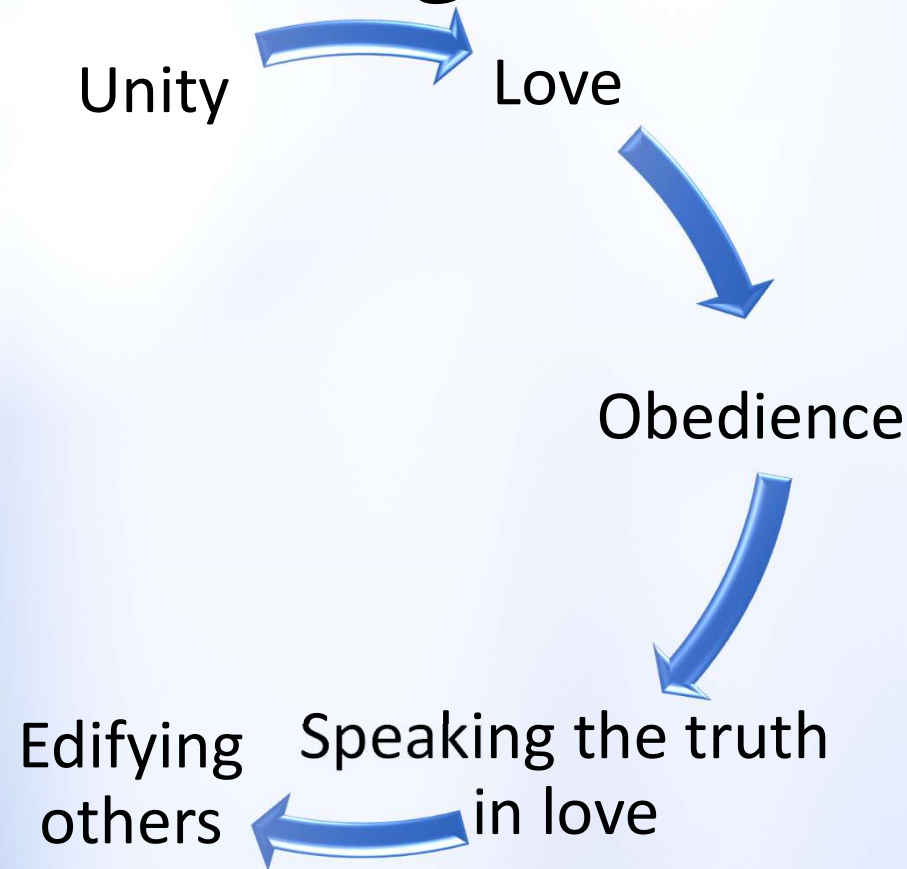 Unity
Love
Obedience
Speaking the truth
in love
Edifying
others